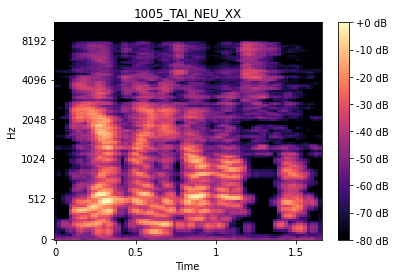 1005_TAI_NEU_XX
+0 dB
8192
-10 dB
4096
-20 dB
-30 dB
2048
Hz
-40 dB
1024
-50 dB
512
-60 dB
-70 dB
0
-80 dB
0 0.5 1 1.5
Time